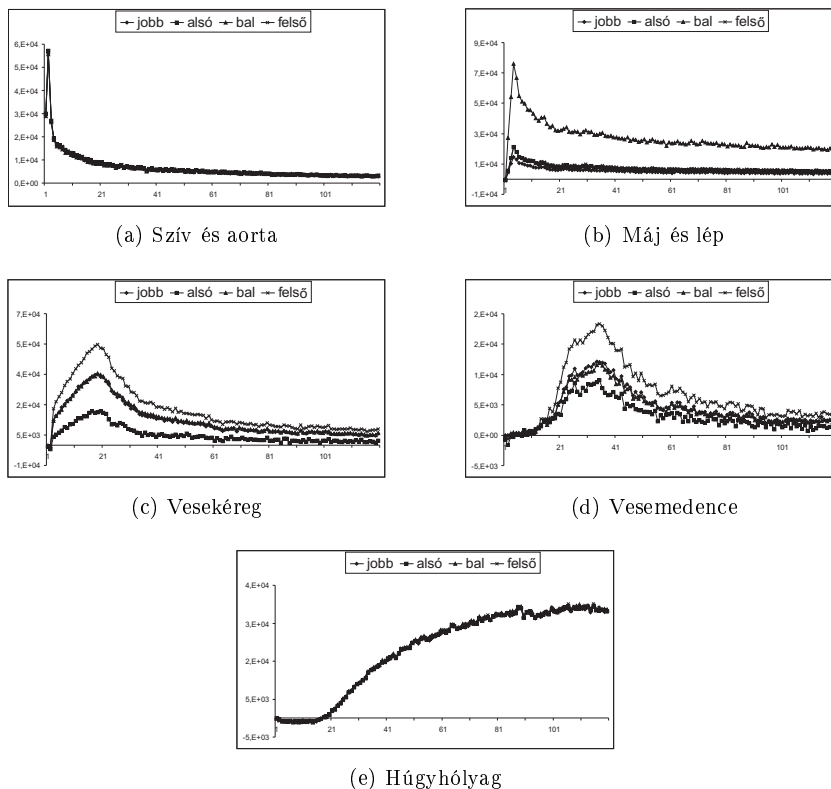 jobb alsó bal felső
6,E+04
5,E+04
4,E+04
3,E+04
2,E+04
1,E+04
0,E+00
1 21 41 61 81 101
(a) Szív és aorta
jobb alsó bal felső
9,E+04
7,E+04
5,E+04
3,E+04
1,E+04
-1,E+04
1 21 41 61 81 101
(b) Máj és lép
jobb alsó bal felső
7,E+04
5,E+04
4,E+04
2,E+04
5,E+03
-1,E+04
1 21 41 61 81 101
(c) Vesekéreg
jobb alsó bal felső
2,E+04
2,E+04
1,E+04
5,E+03
0,E+00
-5,E+03
1 21 41 61 81 101
(d) Vesemedence
jobb alsó bal felső
4,E+04
3,E+04
2,E+04
5,E+03
-5,E+03
1 21 41 61 81 101
(e) Húgyhólyag